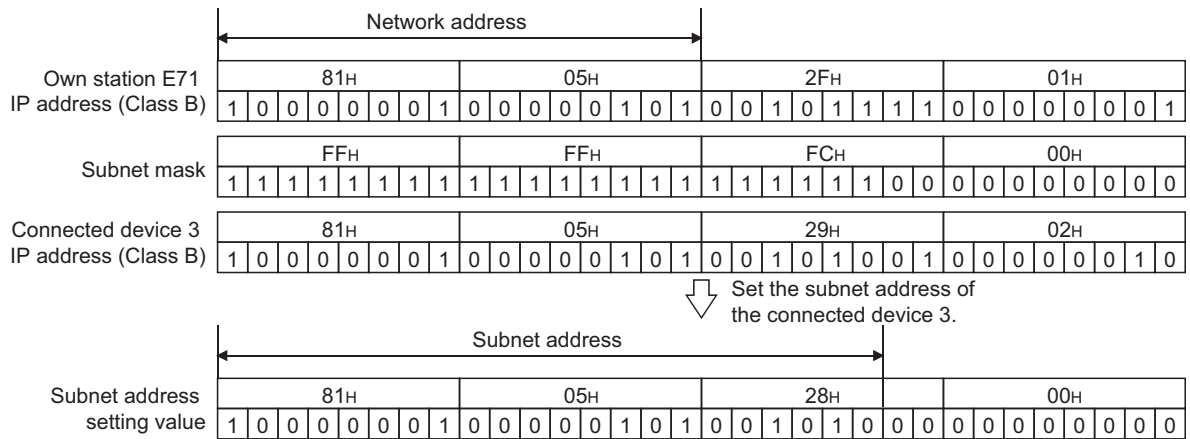 Network address
Own station E71
IP address (Class B)
81H 05H 2FH 01H
1 0 0 0 0 0 0 1 0 0 0 0 0 1 0 1 0 0 1 0 1 1 1 1 0 0 0 0 0 0 0 1
Subnet mask
FFH FFH FCH 00H
1 1 1 1 1 1 1 1 1 1 1 1 1 1 1 1 1 1 1 1 1 1 0 0 0 0 0 0 0 0 0 0
Connected device 3
IP address (Class B)
81H 05H 29H 02H
1 0 0 0 0 0 0 1 0 0 0 0 0 1 0 1 0 0 1 0 1 0 0 1 0 0 0 0 0 0 1 0
Set the subnet address of
the connected device 3.
Subnet address
Subnet address
setting value
81H 05H 28H 00H
1 0 0 0 0 0 0 1 0 0 0 0 0 1 0 1 0 0 1 0 1 0 0 0 0 0 0 0 0 0 0 0